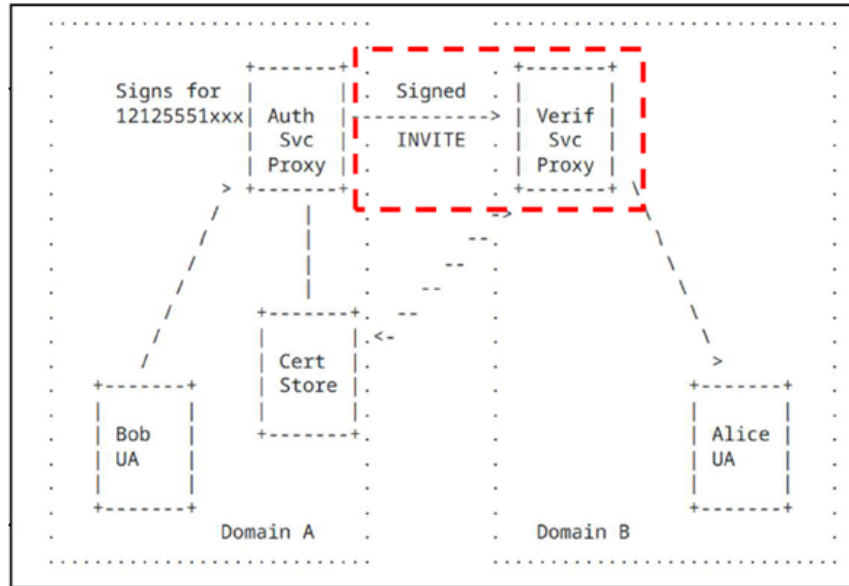 Signs for
12125551xxx
Auth
Svc
Proxy
Signed
INVITE
Verif
Svc
Proxy
Cert
Store
Bob
UA
Alice
UA
Domain A
Domain B